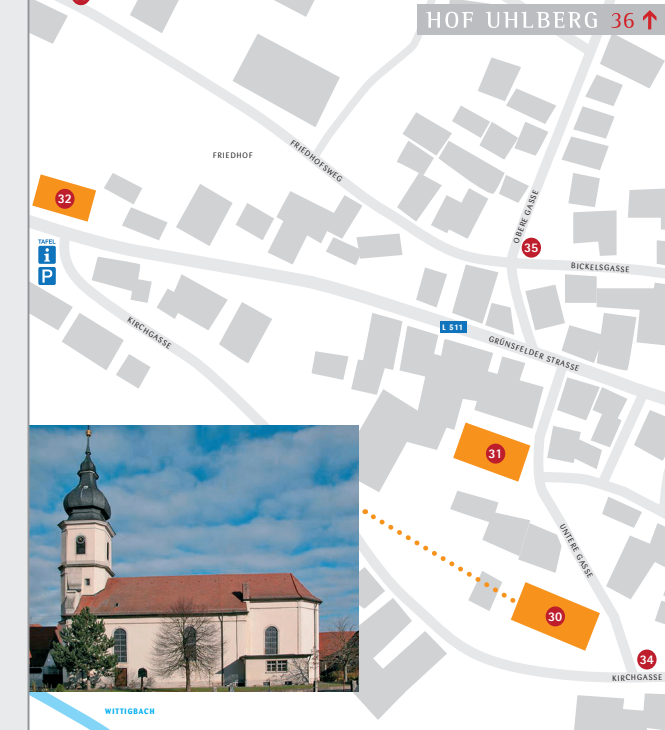 HOF UHLBERG 36
FRIEDHOF
FRIEDHOFSWEG
32
OBERE GASSE
35
TAFEL
i
P
BICKELSGASSE
KIRCHGASSE
L 511
GRÜNSFELDER STRASSE
31
UNTERE GASSE
30
34
KIRCHGASSE
WITTIGBACH